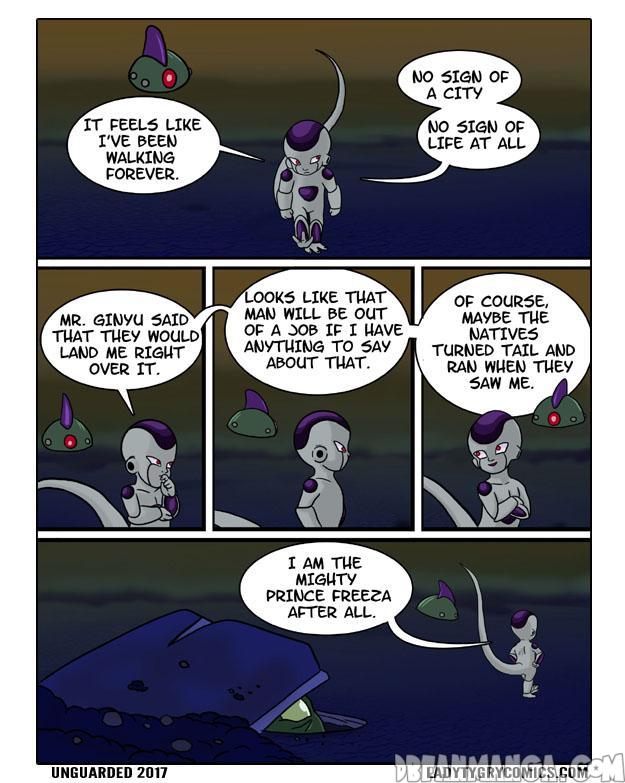 IT FEELS LIKE
I'VE BEEN
WALKING
FOREVER.
NO SIGN OF
A CITY
NO SIGN OF
LIFE AT ALL
MR. GINYU SAID
THAT THEY WOULD
LAND ME RIGHT
OVER IT.
LOOKS LIKE THAT
MAN WILL BE OUT
OF A JOB IF I HAVE
ANYTHING TO SAY
ABOUT THAT.
OF COURSE,
MAYBE THE
NATIVES
TURNED TAIL AND
RAN WHEN THEY
SAW ME.
I AM THE
MIGHTY
PRINCE FREEZA
AFTER ALL.
DBFANMANGA.COM
UNGUARDED 2017
LADYTYGRYCOMICS.COM